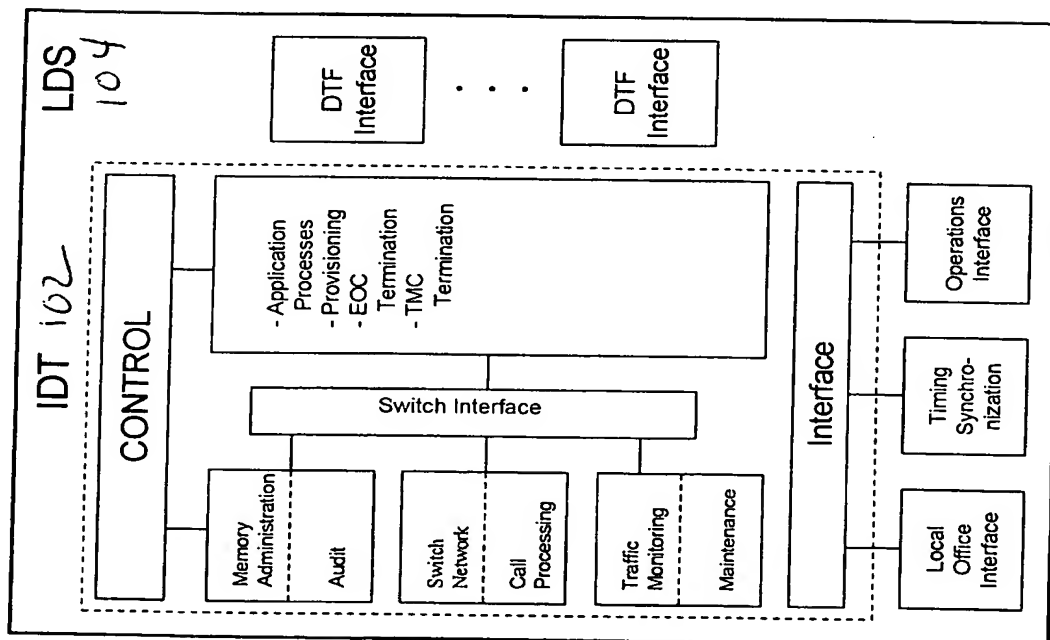 IDT 102
LDS
104
CONTROL
Memory
Administration
Audit
Switch
Network
Call
Processing
Traffic
Monitoring
Maintenance
Switch Interface
- Application
Processes
- Provisioning
- EOC
Termination
- TMC
Termination
DTF
Interface
. . .
DTF
Interface
Interface
Local
Office
Interface
Timing
Synchro-
nization
Operations
Interface